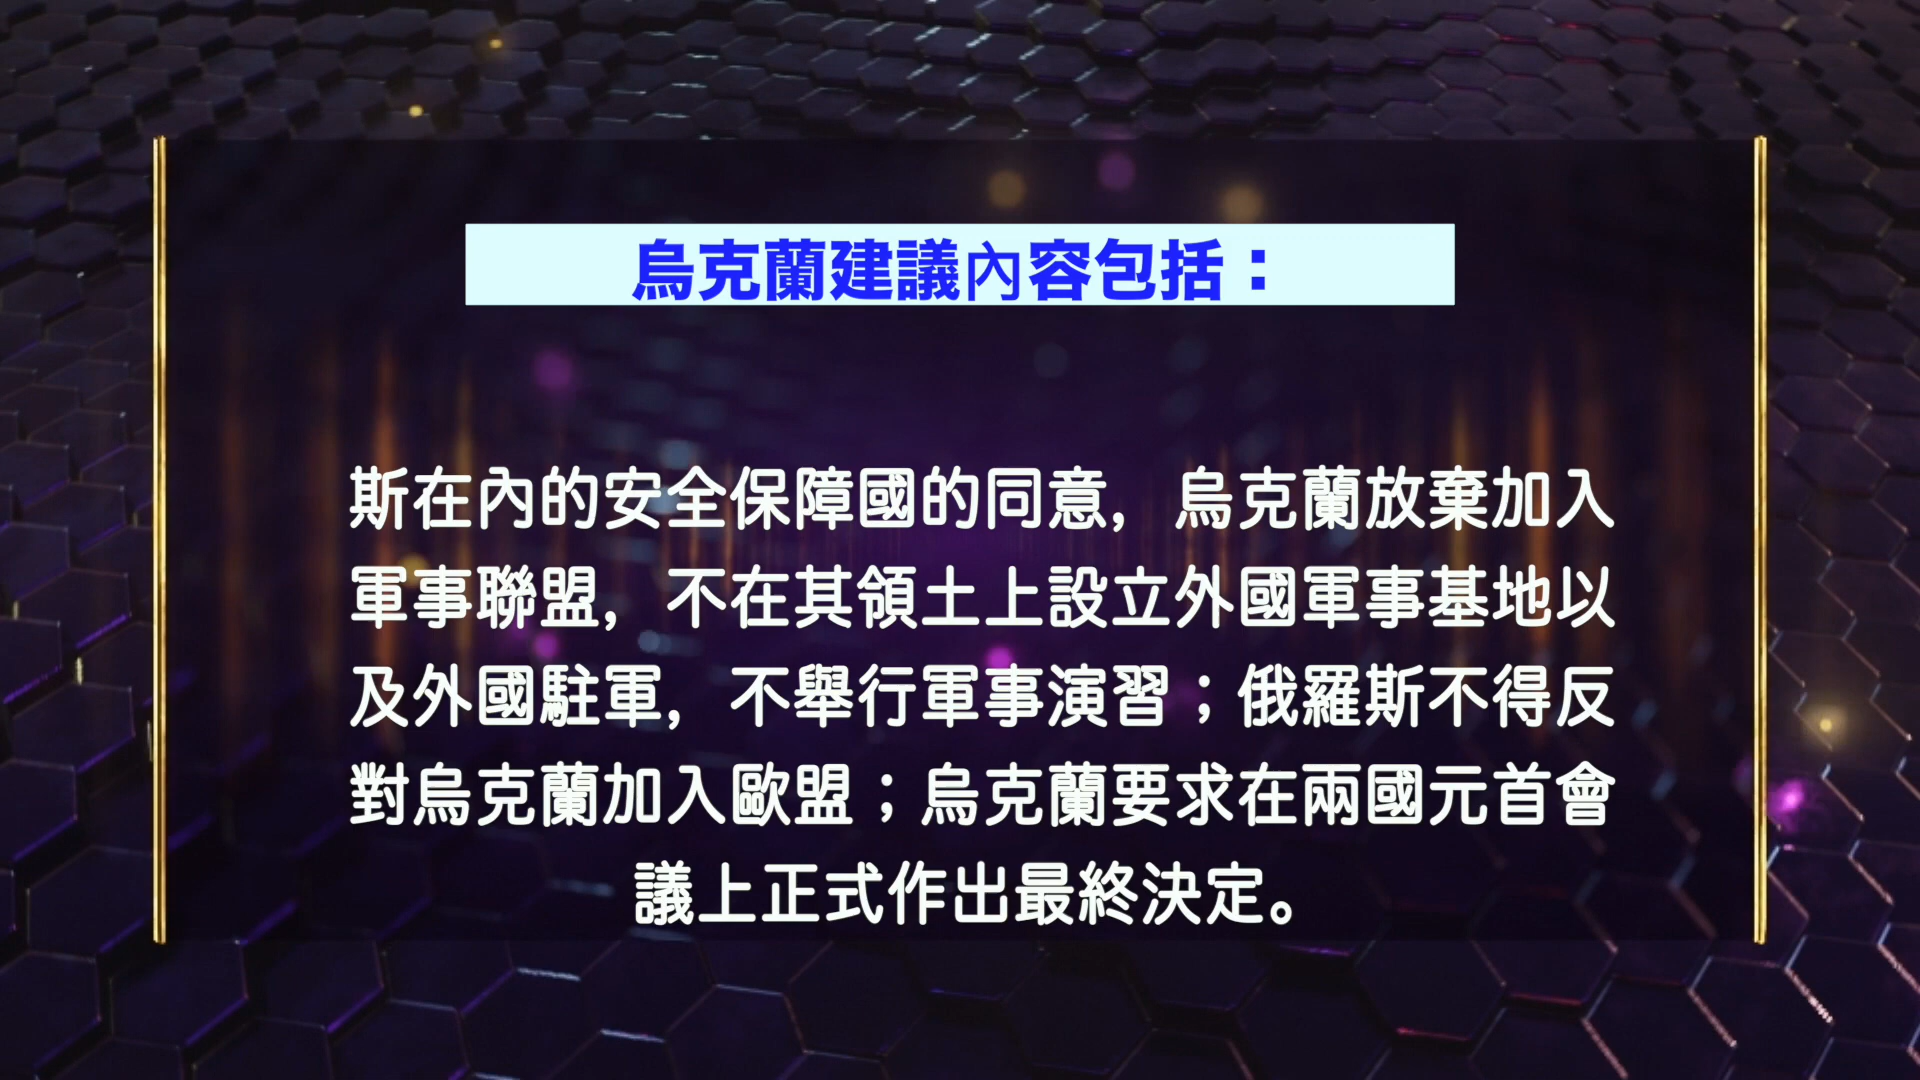 烏克蘭建議內容包括：
斯在內的安全保障國的同意，烏克蘭放棄加入
軍事聯盟，不在其領土上設立外國軍事基地以
及外國駐軍，不舉行軍事演習；俄羅斯不得反
對烏克蘭加入歐盟；烏克蘭要求在兩國元首會
議上正式作出最終決定。